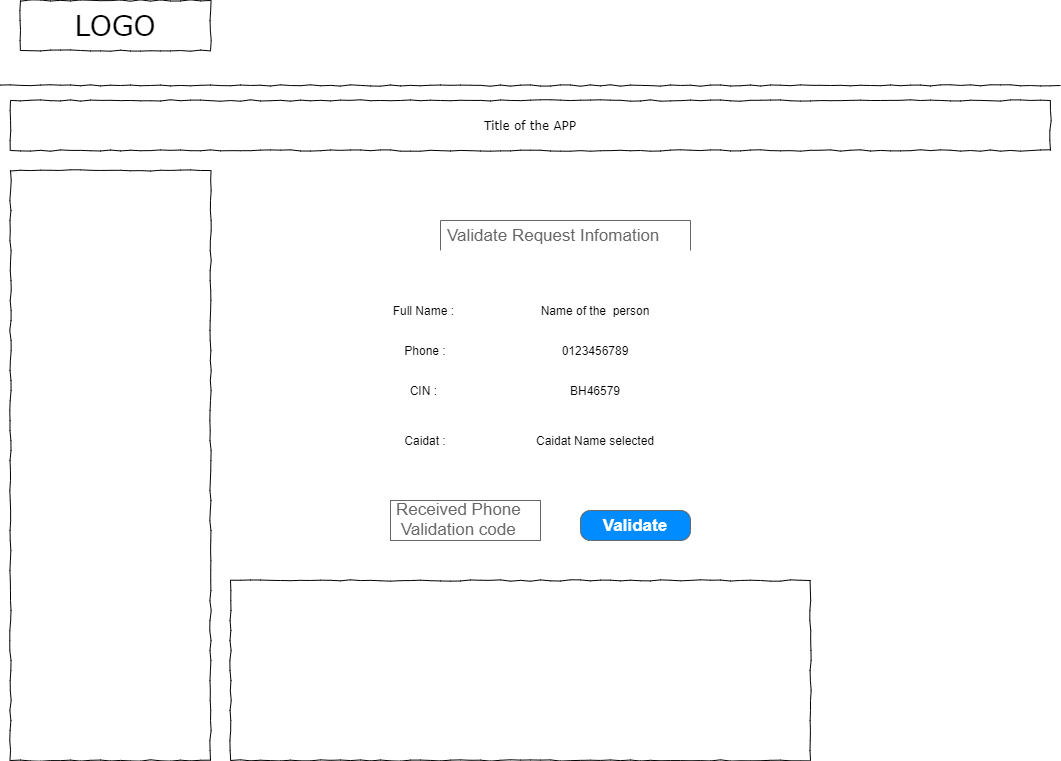 LOGO
Title of the APP
Validate Request Infomation
Full Name : Name of the person
Phone : 0123456789
CIN : BH46579
Caidat : Caidat Name selected
Received Phone
Validation code
Validate